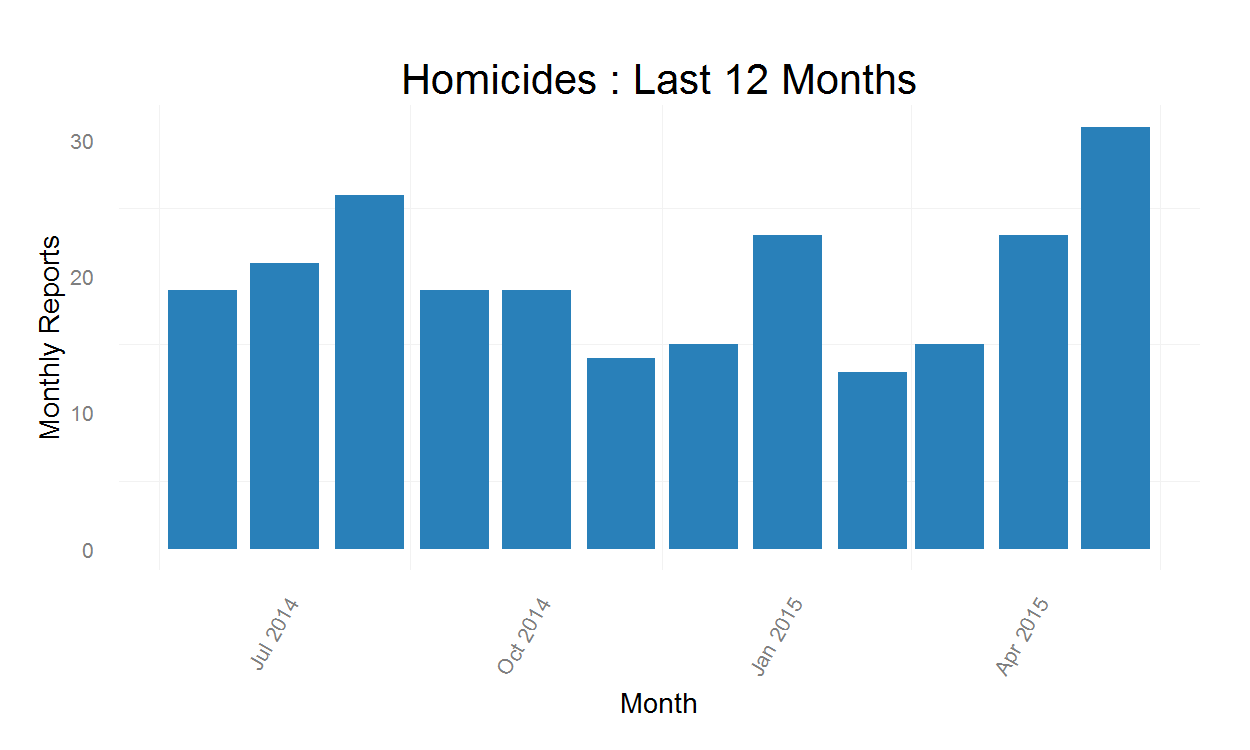 Homicides : Last 12 Months
Monthly Reports
30
20
10
0
Jul 2014
Oct 2014
Jan 2015
Apr 2015
Month